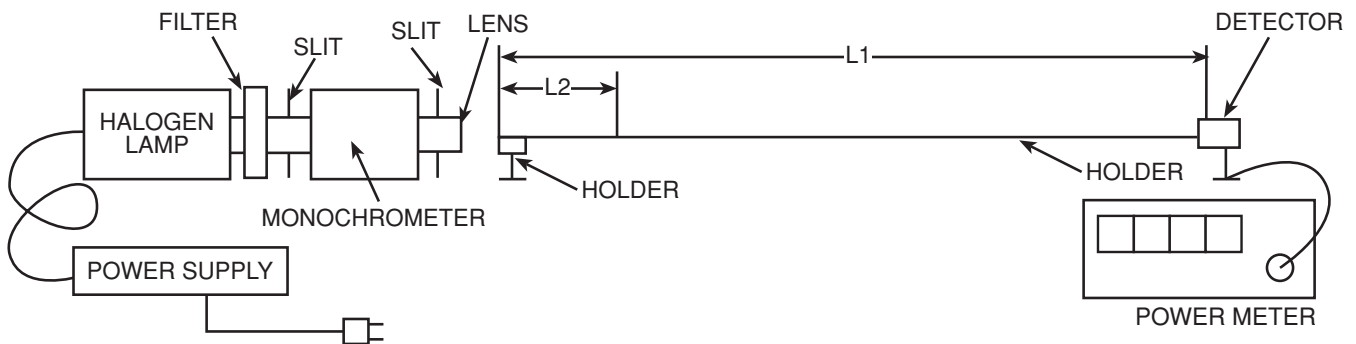 FILTER
SLIT
SLIT
LENS
DETECTOR
L1
L2
HALOGEN
LAMP
HOLDER
HOLDER
MONOCHROMETER
POWER SUPPLY
POWER METER